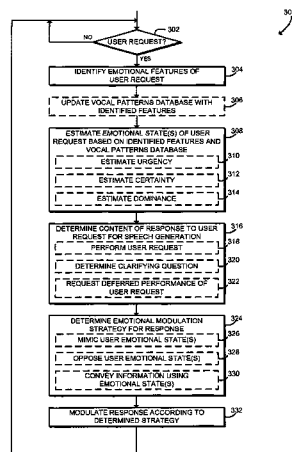 30
302
USER REQUEST?
NO
YES
IDENTIFY EMOTIONAL FEATURES OF
USER REQUEST
304
UPDATE VOCAL PATTERNS DATABASE WITH
IDENTIFIED FEATURES
306
ESTIMATE EMOTIONAL STATE(S) OF USER
REQUEST BASED ON IDENTIFIED FEATURES AND
VOCAL PATTERNS DATABASE
308
ESTIMATE URGENCY
310
ESTIMATE CERTAINTY
312
ESTIMATE DOMINANCE
314
DETERMINE CONTENT OF RESPONSE TO USER
REQUEST FOR SPEECH GENERATION
316
PERFORM USER REQUEST
318
DETERMINE CLARIFYING QUESTION
320
REQUEST DEFERRED PERFORMANCE OF
USER REQUEST
322
DETERMINE EMOTIONAL MODULATION
STRATEGY FOR RESPONSE
324
MIMIC USER EMOTIONAL STATE(S)
326
OPPOSE USER EMOTIONAL STATE(S)
328
CONVEY INFORMATION USING
EMOTIONAL STATE(S)
330
MODULATE RESPONSE ACCORDING TO
DETERMINED STRATEGY
332